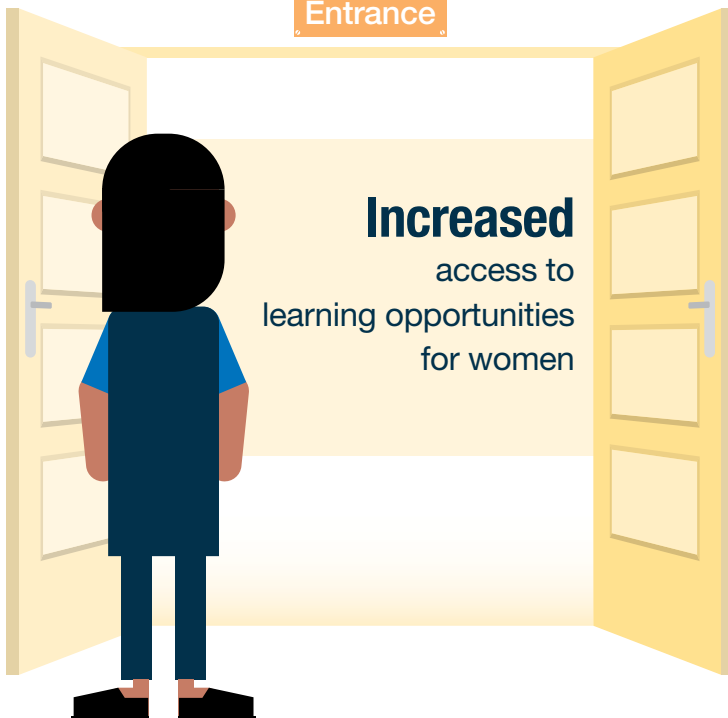 Entrance
Increased
access to
learning opportunities
for women